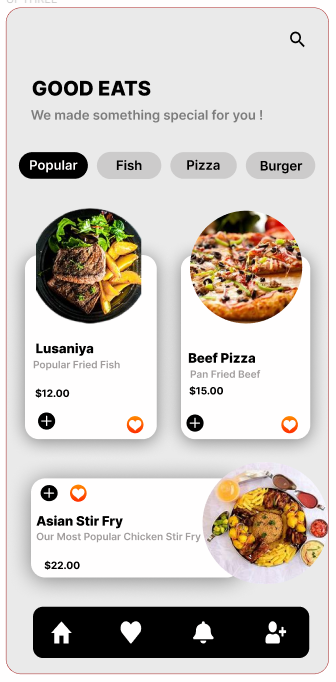 GOOD EATS
We made something special for you !
Popular
Fish
Pizza
Burger
Lusaniya
Popular Fried Fish
$12.00
Beef Pizza
Pan Fried Beef
$15.00
Asian Stir Fry
Our Most Popular Chicken Stir Fry
$22.00